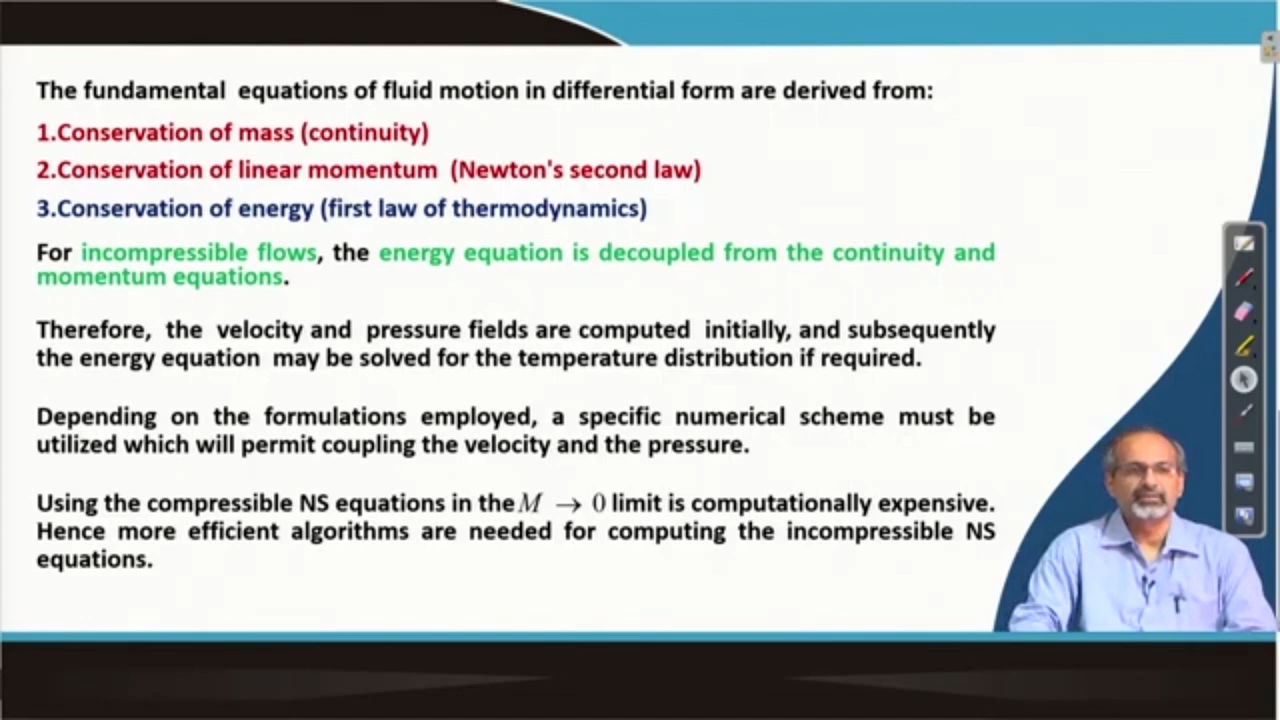 The fundamental equations of fluid motion in differential form are derived from:
1.Conservation of mass (continuity)
2.Conservation of linear momentum (Newton's second law)
3.Conservation of energy (first law of thermodynamics)
For incompressible flows, the energy equation is decoupled from the continuity and
momentum equations.
Therefore, the velocity and pressure fields are computed initially, and subsequently
the energy equation may be solved for the temperature distribution if required.
Depending on the formulations employed, a specific numerical scheme must be
utilized which will permit coupling the velocity and the pressure.
Using the compressible NS equations in the M → 0 limit is computationally expensive.
Hence more efficient algorithms are needed for computing the incompressible NS
equations.